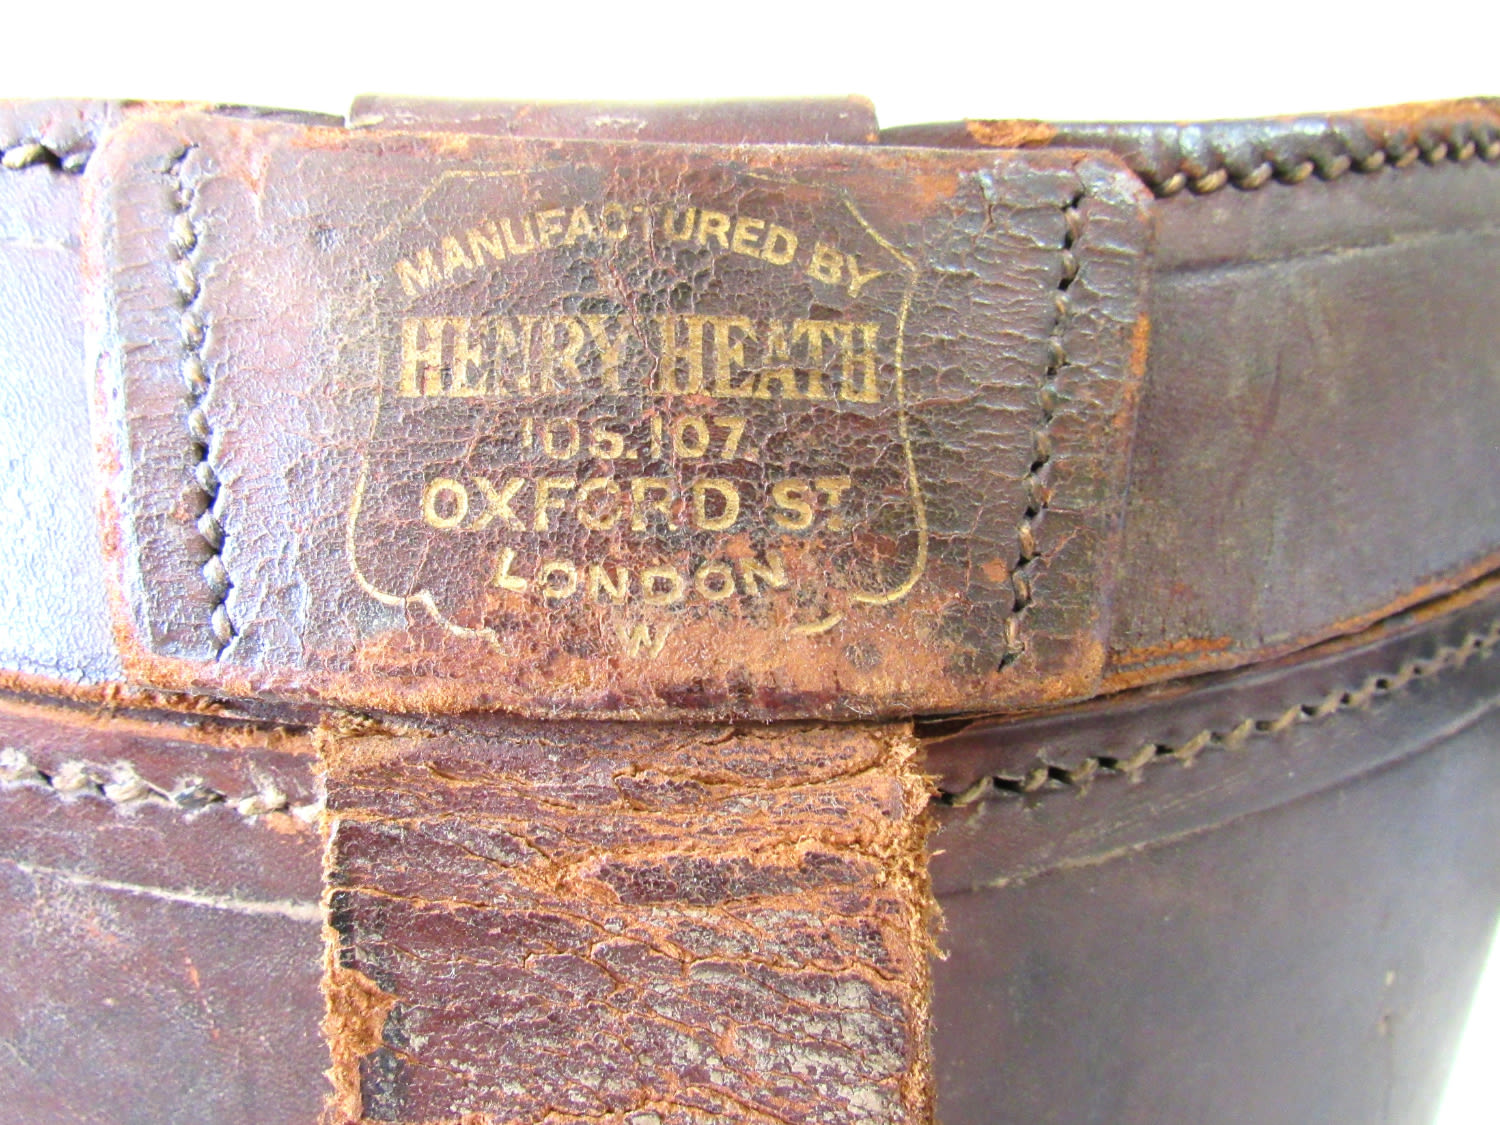 MANUFACTURED BY
HENRY HEATH
105.107.
OXFORD ST.
LONDON
W